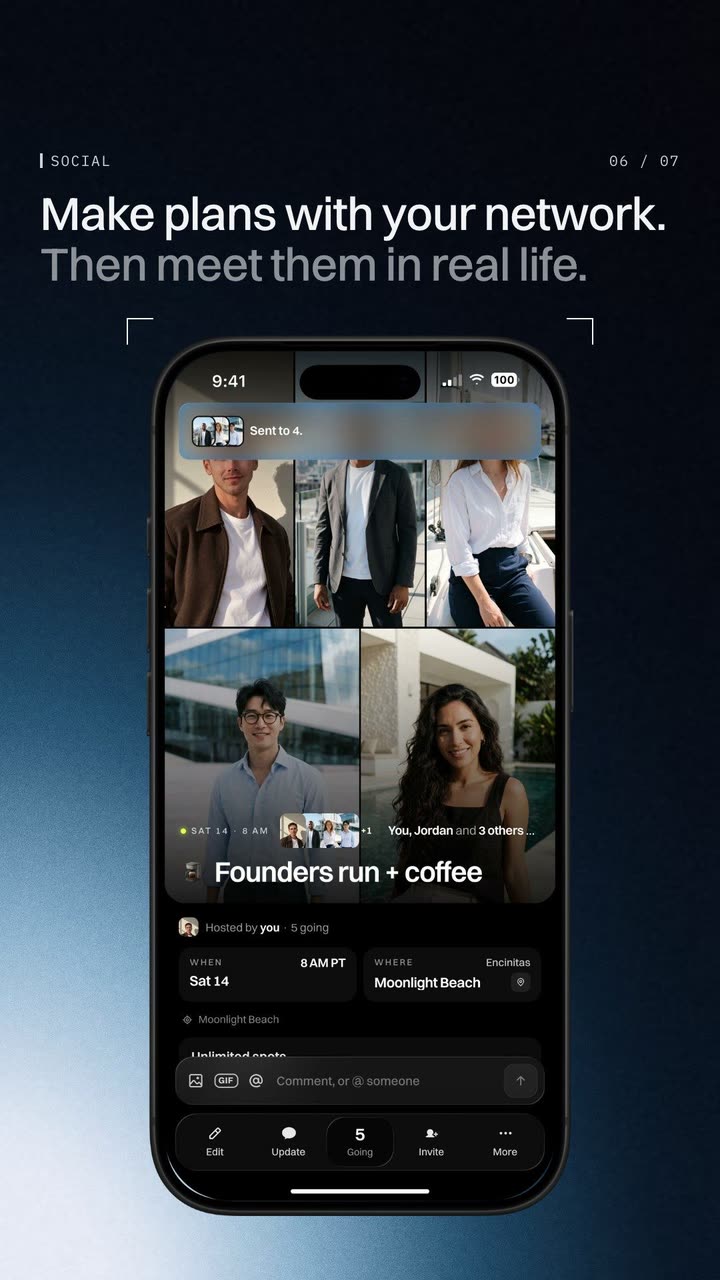 SOCIAL
06 / 07
Make plans with your network.
Then meet them in real life.
9:41
100
Sent to 4.
SAT 14 · 8 AM
+1
You, Jordan and 3 others ...
Founders run + coffee
Hosted by you · 5 going
WHEN
8 AM PT
Sat 14
WHERE
Encinitas
Moonlight Beach
Moonlight Beach
Unlimited spots
GIF
@
Comment, or @ someone
Edit
Update
5
Going
Invite
More